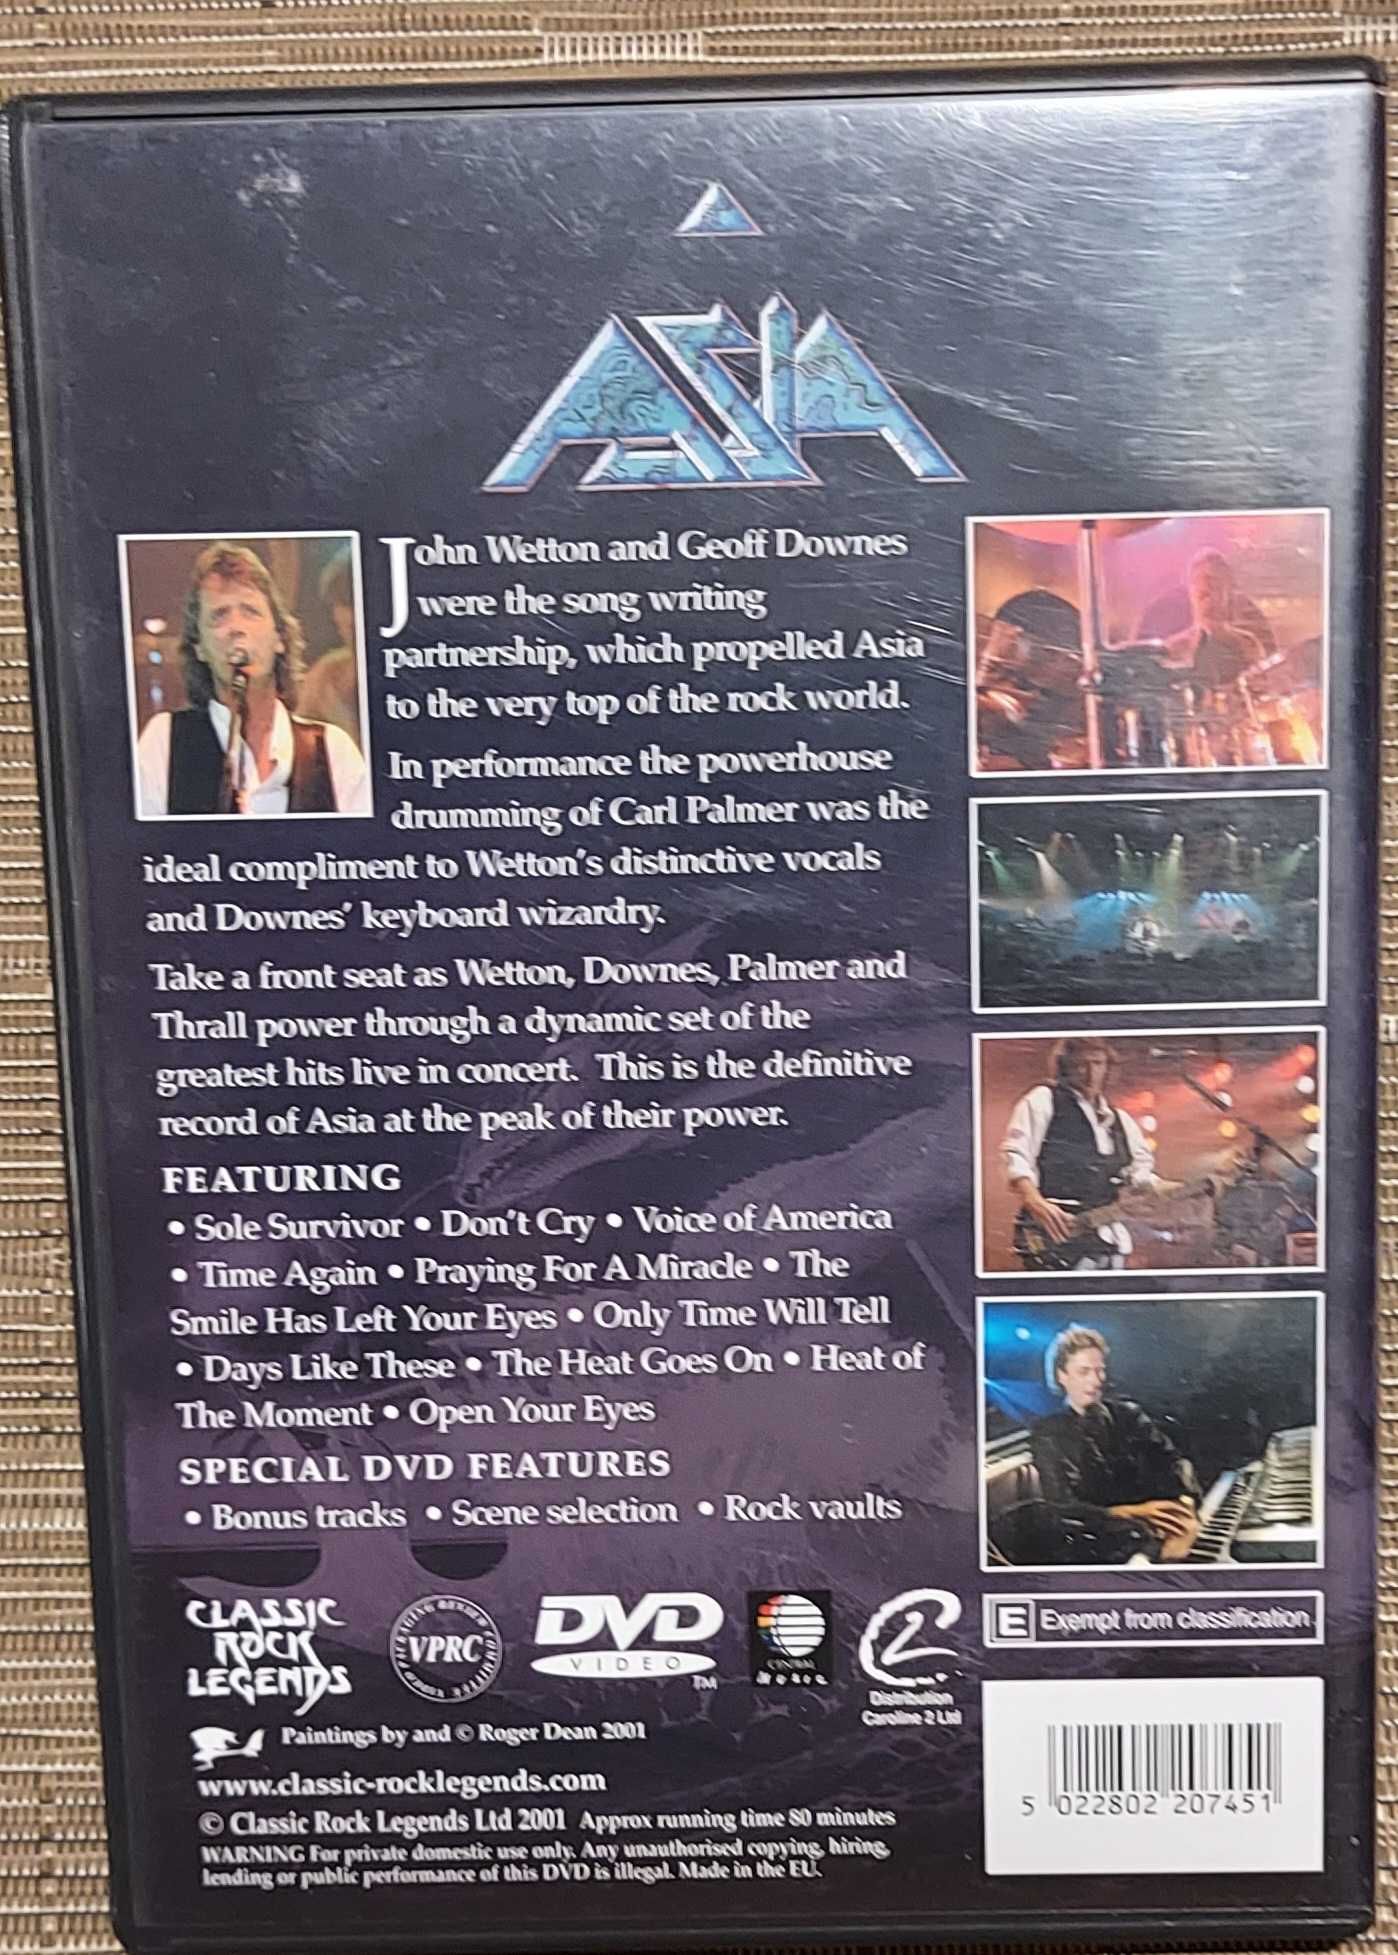 ASIA
John Wetton and Geoff Downes
were the song writing
partnership, which propelled Asia
to the very top of the rock world.
In performance the powerhouse
drumming of Carl Palmer was the
ideal compliment to Wetton's distinctive vocals
and Downes' keyboard wizardry.
Take a front seat as Wetton, Downes, Palmer and
Thrall power through a dynamic set of the
greatest hits live in concert. This is the definitive
record of Asia at the peak of their power.
FEATURING
• Sole Survivor • Don't Cry • Voice of America
• Time Again • Praying For A Miracle • The
Smile Has Left Your Eyes • Only Time Will Tell
• Days Like These • The Heat Goes On • Heat of
The Moment • Open Your Eyes
SPECIAL DVD FEATURES
• Bonus tracks • Scene selection • Rock vaults
CLASSIC
ROCK
LEGENDS
VPRC
DVD
VIDEO
TM
CENTRAL
2
Distribution
Caroline 2 Ltd
E Exempt from classification
Paintings by and © Roger Dean 2001
www.classic-rocklegends.com
© Classic Rock Legends Ltd 2001 Approx running time 80 minutes
WARNING For private domestic use only. Any unauthorised copying, hiring,
lending or public performance of this DVD is illegal. Made in the EU.
5 022802 207451